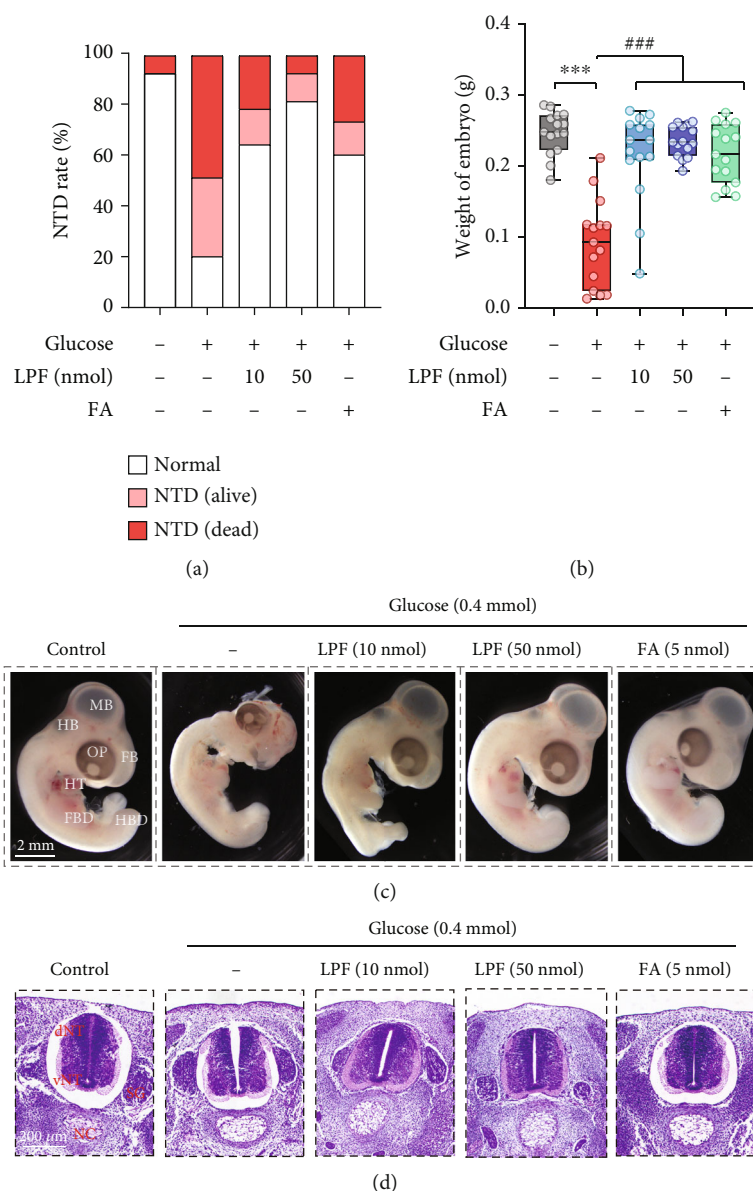 100
80
60
40
20
0
NTD rate (%)
Glucose – + + + +
LPF (nmol) – – 10 50 –
FA – – – – +
Normal
NTD (alive)
NTD (dead)
(a)
0.4
0.3
0.2
0.1
0.0
Weight of embryo (g)
***
###
Glucose – + + + +
LPF (nmol) – – 10 50 –
FA – – – – +
(b)
Glucose (0.4 mmol)
Control – LPF (10 nmol) LPF (50 nmol) FA (5 nmol)
MB
HB
OP FB
HT
FBD HBD
2 mm
(c)
Glucose (0.4 mmol)
Control – LPF (10 nmol) LPF (50 nmol) FA (5 nmol)
dNT
vNT
SG
NC
200 μm
(d)